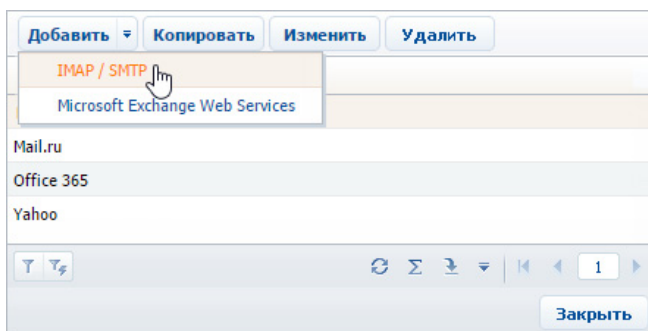 Добавить Копировать Изменить Удалить
IMAP / SMTP
Microsoft Exchange Web Services
Mail.ru
Office 365
Yahoo
1
Закрыть